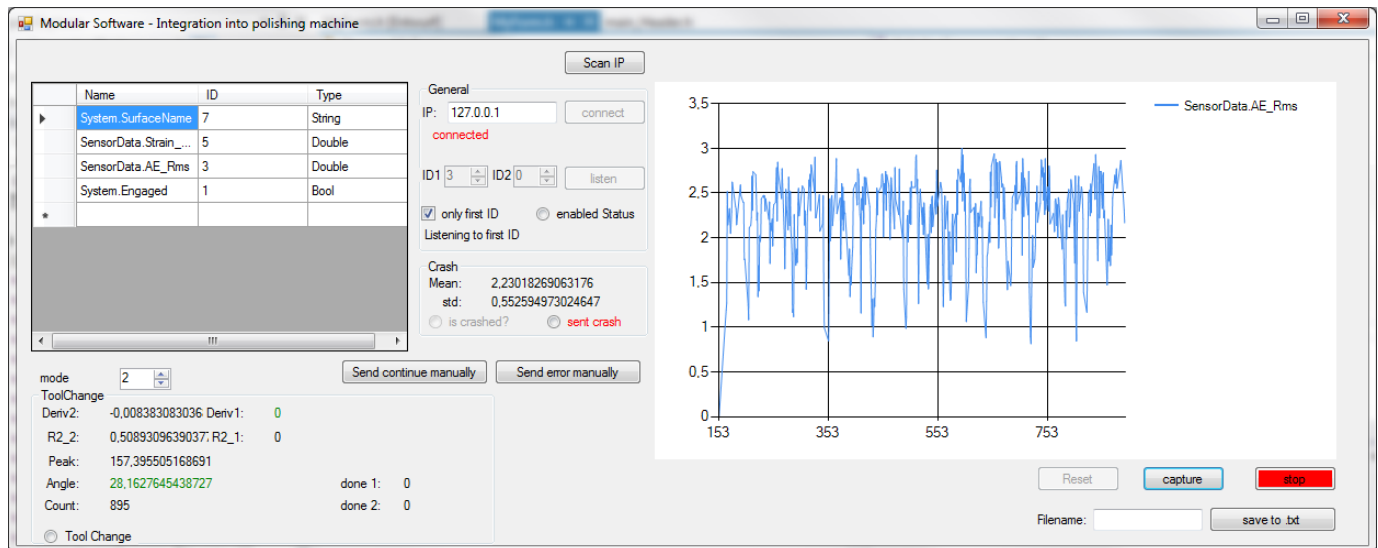 Modular Software - Integration into polishing machine
Scan IP
Name ID Type
System.SurfaceName 7 String
SensorData.Strain_... 5 Double
SensorData.AE_Rms 3 Double
System.Engaged 1 Bool
General
IP: 127.0.0.1 connect
connected
ID1 3 ID2 0 listen
only first ID enabled Status
Listening to first ID
Crash
Mean: 2,23018269063176
std: 0,552594973024647
is crashed? sent crash
Send continue manually Send error manually
mode 2
ToolChange
Deriv2: -0,008383083036 Deriv1: 0
R2_2: 0,50893096390377 R2_1: 0
Peak: 157,395505168691
Angle: 28,1627645438727 done 1: 0
Count: 895 done 2: 0
Tool Change
SensorData.AE_Rms
3,5
3
2,5
2
1,5
1
0,5
0
153 353 553 753
Reset capture stop
Filename: save to .txt